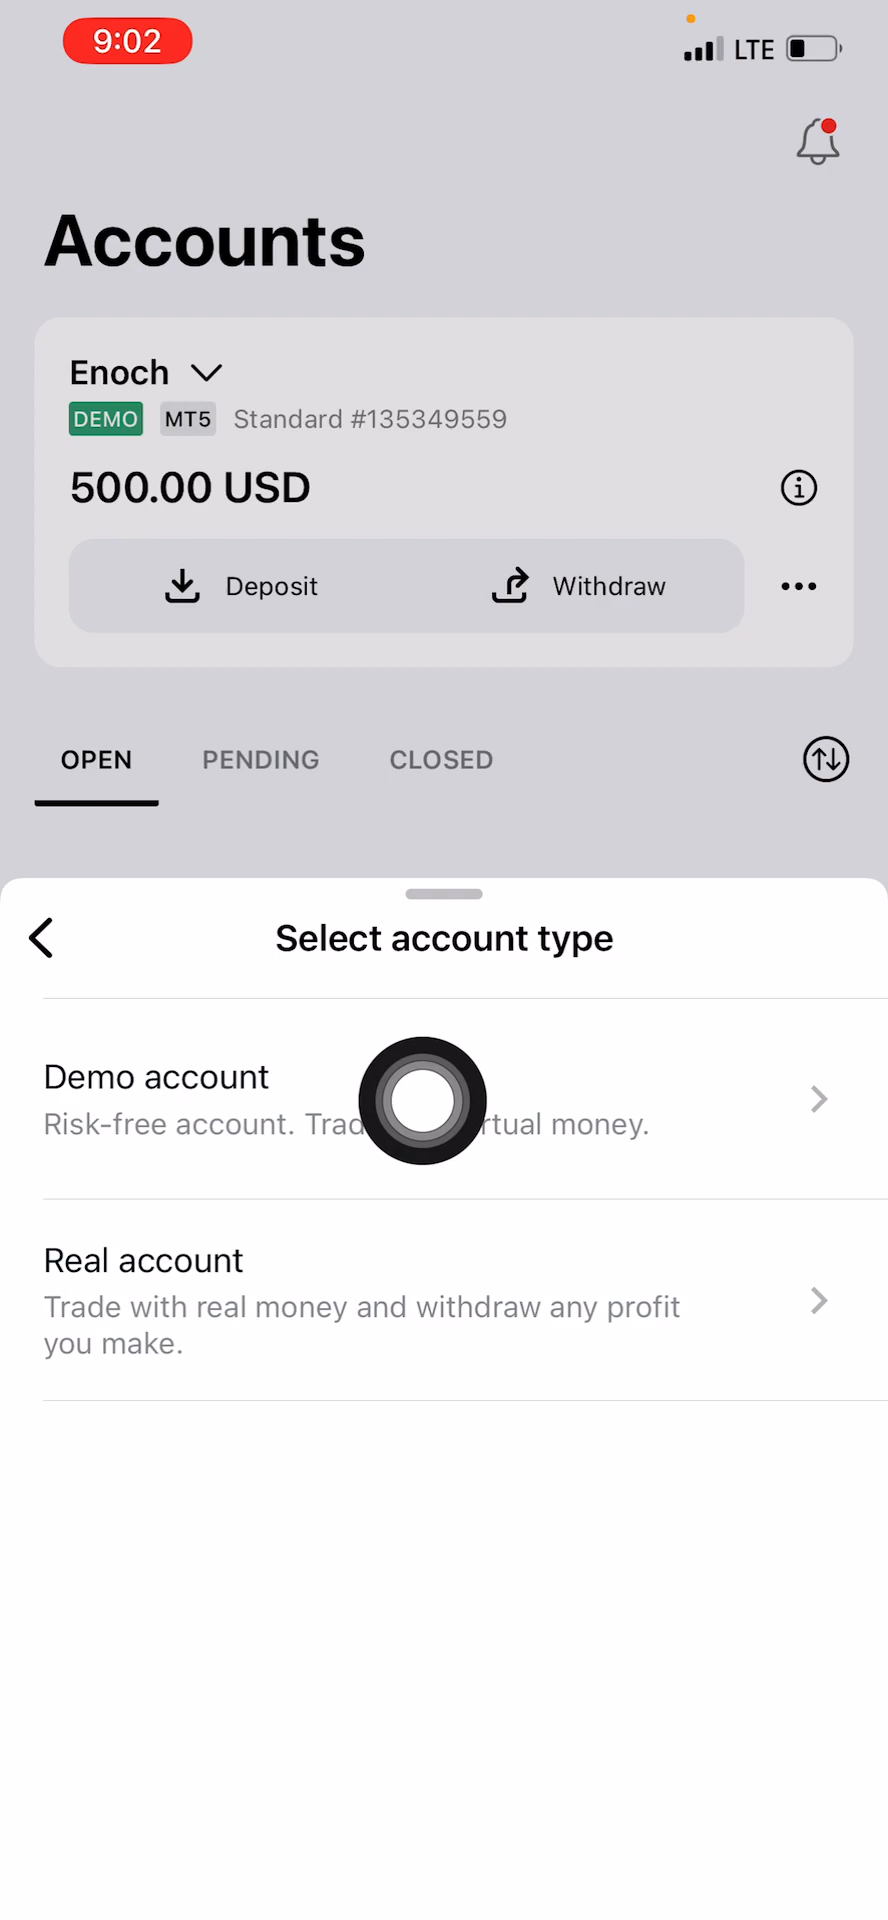 9:02
LTE
Accounts
Enoch
DEMO MT5 Standard #135349559
500.00 USD
Deposit Withdraw
OPEN PENDING CLOSED
Select account type
Demo account
Risk-free account. money.
Real account
Trade with real money and withdraw any profit
you make.